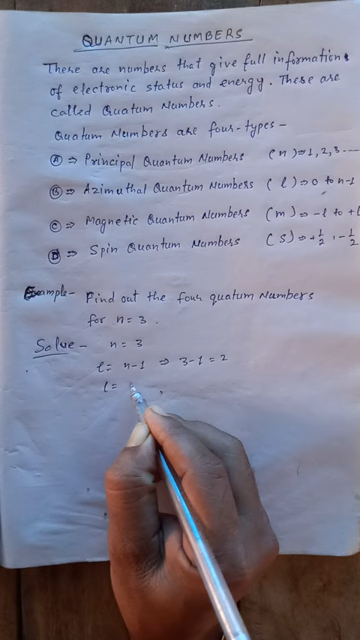 QUANTUM NUMBERS
There are numbers that give full information
of electronic status and energy. These are
called Quatum Numbers.
Quatum Numbers are four-types-
(A) ⇒ Principal Quantum Numbers (n)⇒1,2,3---
(B) ⇒ Azimuthal Quantum Numbers (l)⇒0 to n-1
(C) ⇒ Magnetic Quantum Numbers (m)⇒-l to +l
(D) ⇒ Spin Quantum Numbers (S)⇒+1/2, -1/2
Example- Find out the four quatum Numbers
for n=3.
Solve- n=3
l= n-1 ⇒ 3-1=2
l=